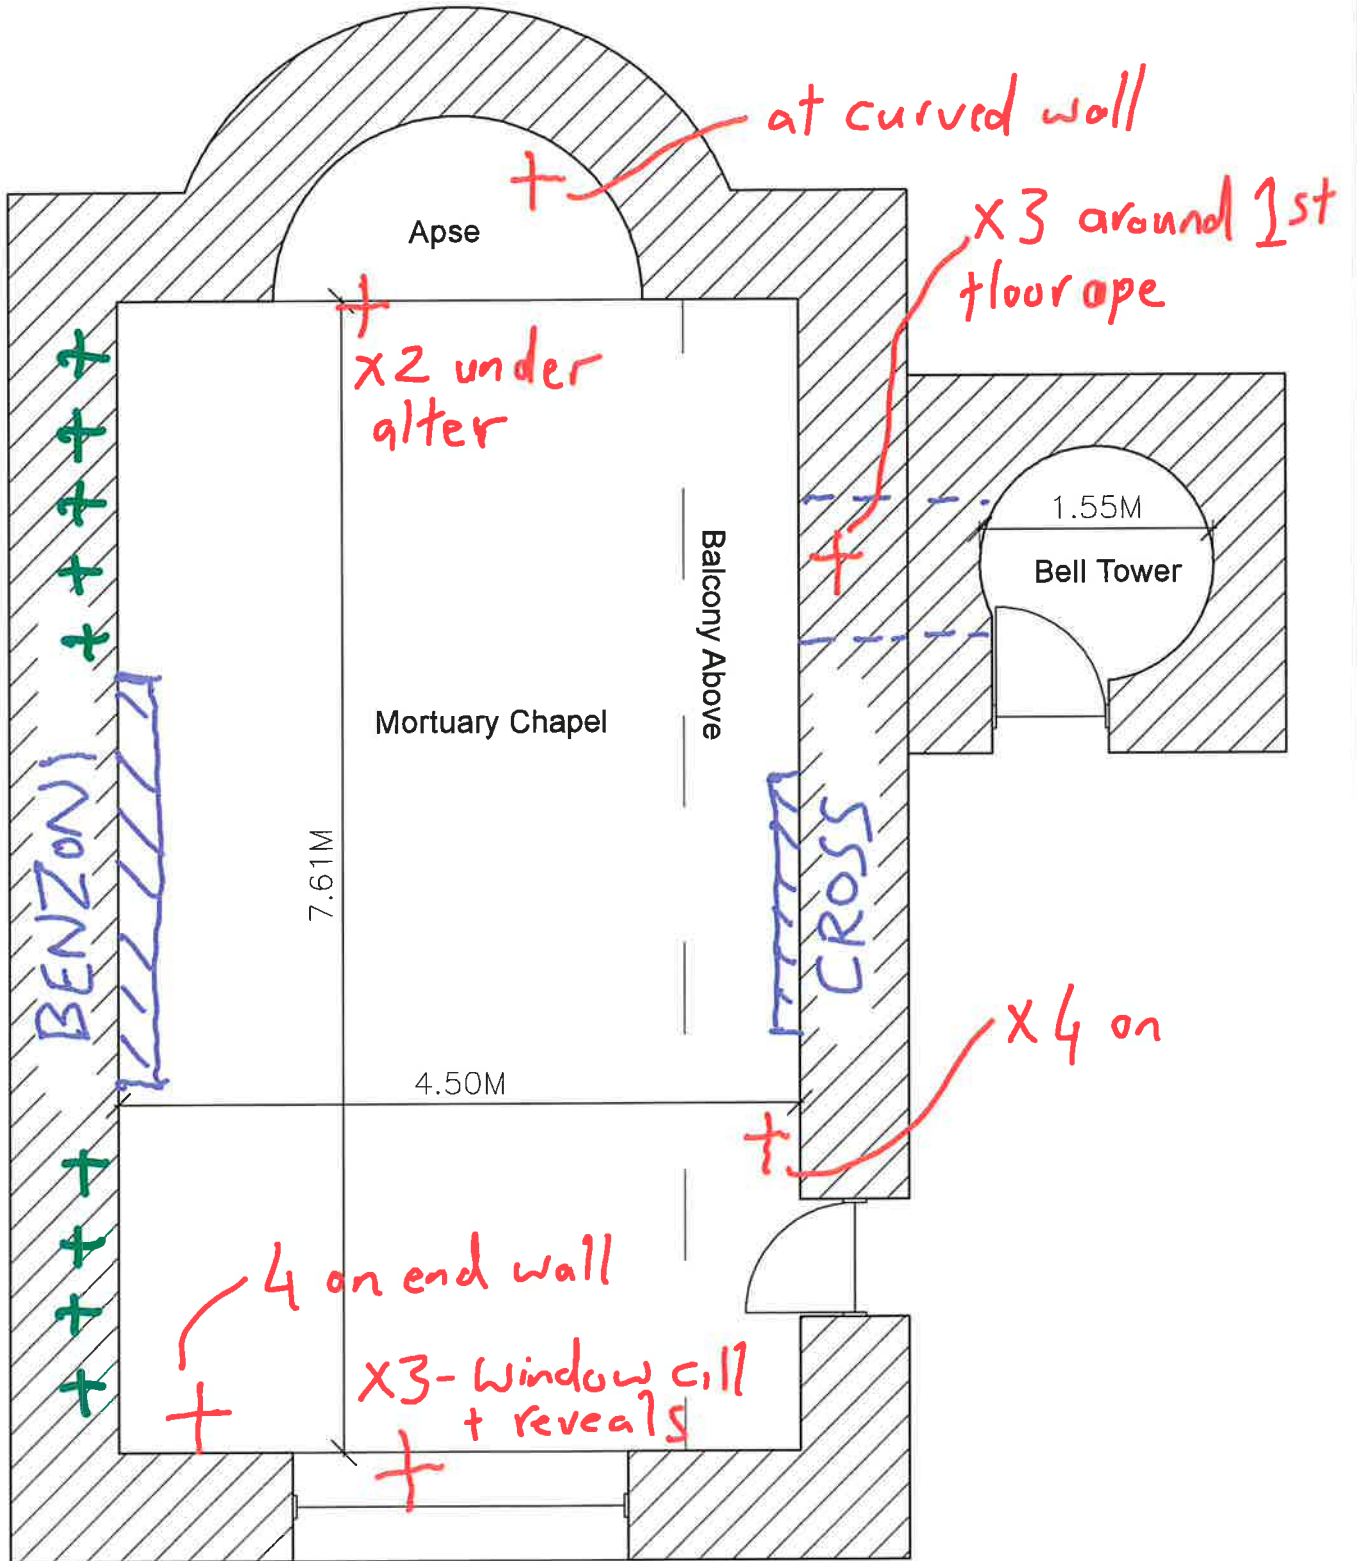 at curved wall
x3 around 1st
floor ope
Apse
x2 under
alter
1.55M
Bell Tower
Balcony Above
Mortuary Chapel
BENZON)
7.61M
CROSS
x4 on
4.50M
4 on end wall
x3-window cill
+ reveals